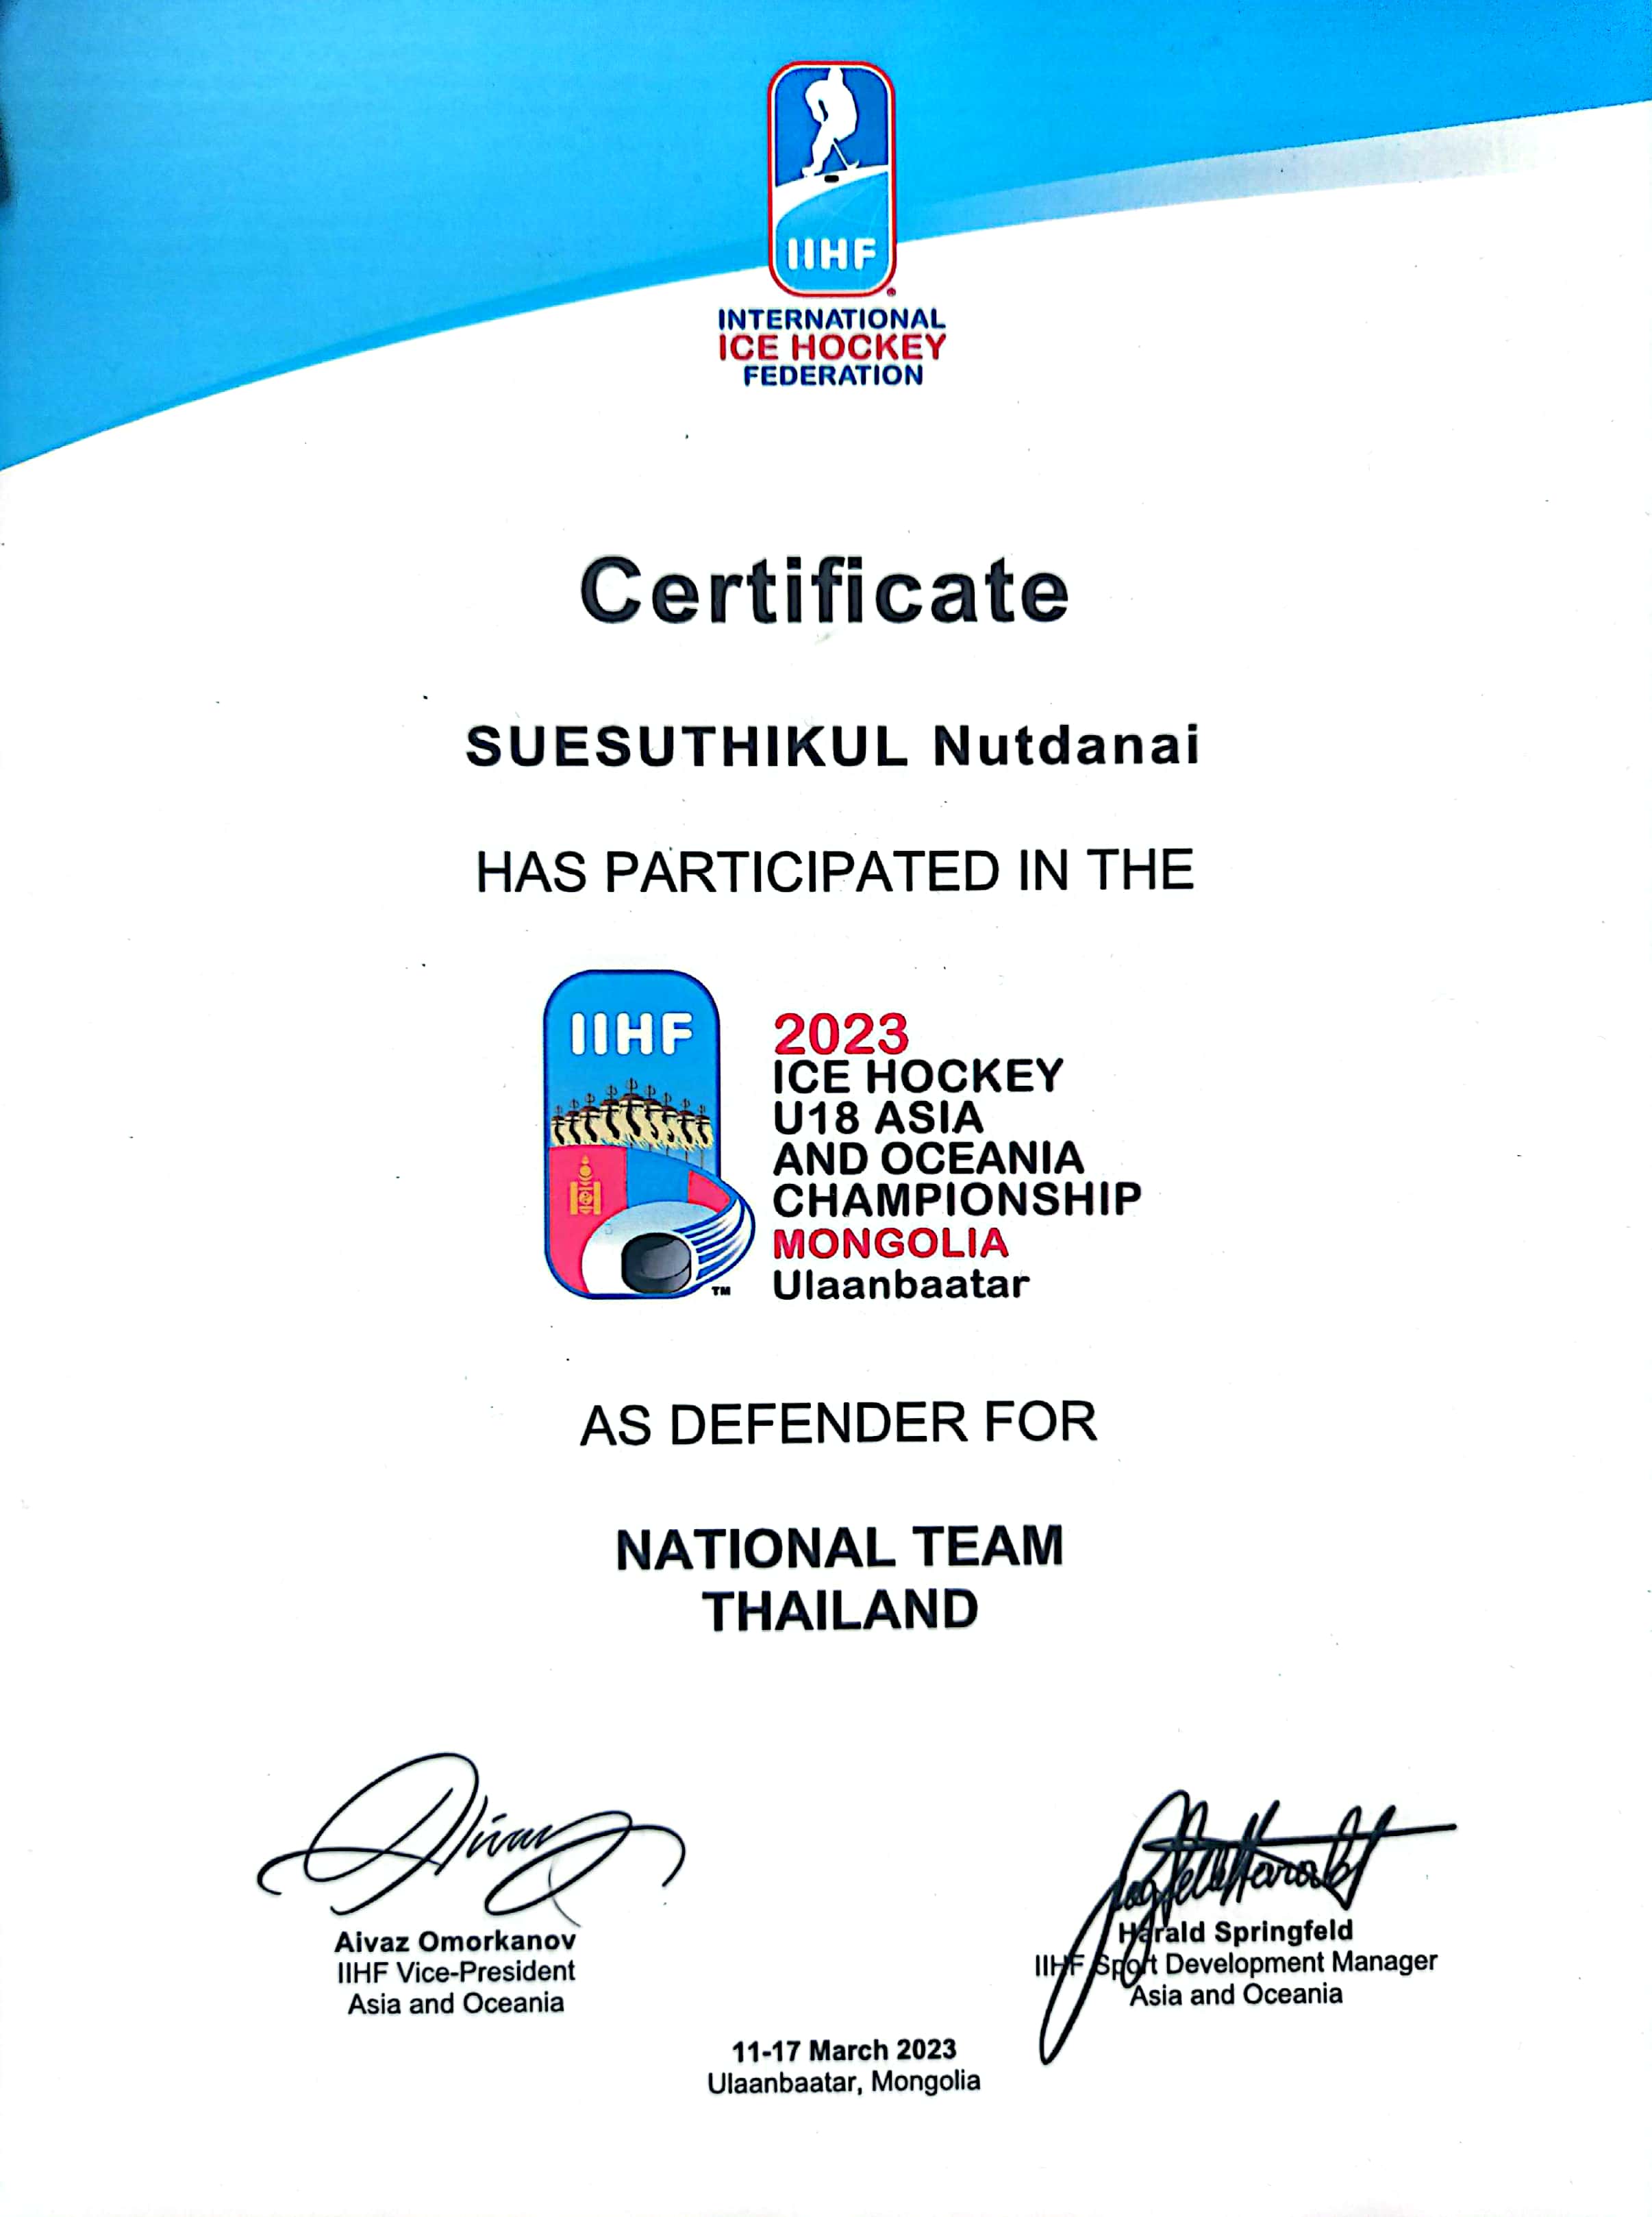 IIHF
INTERNATIONAL
ICE HOCKEY
FEDERATION
Certificate
SUESUTHIKUL Nutdanai
HAS PARTICIPATED IN THE
IIHF
TM
2023
ICE HOCKEY
U18 ASIA
AND OCEANIA
CHAMPIONSHIP
MONGOLIA
Ulaanbaatar
AS DEFENDER FOR
NATIONAL TEAM
THAILAND
Aivaz Omorkanov
IIHF Vice-President
Asia and Oceania
Harald Springfeld
IIHF Sport Development Manager
Asia and Oceania
11-17 March 2023
Ulaanbaatar, Mongolia